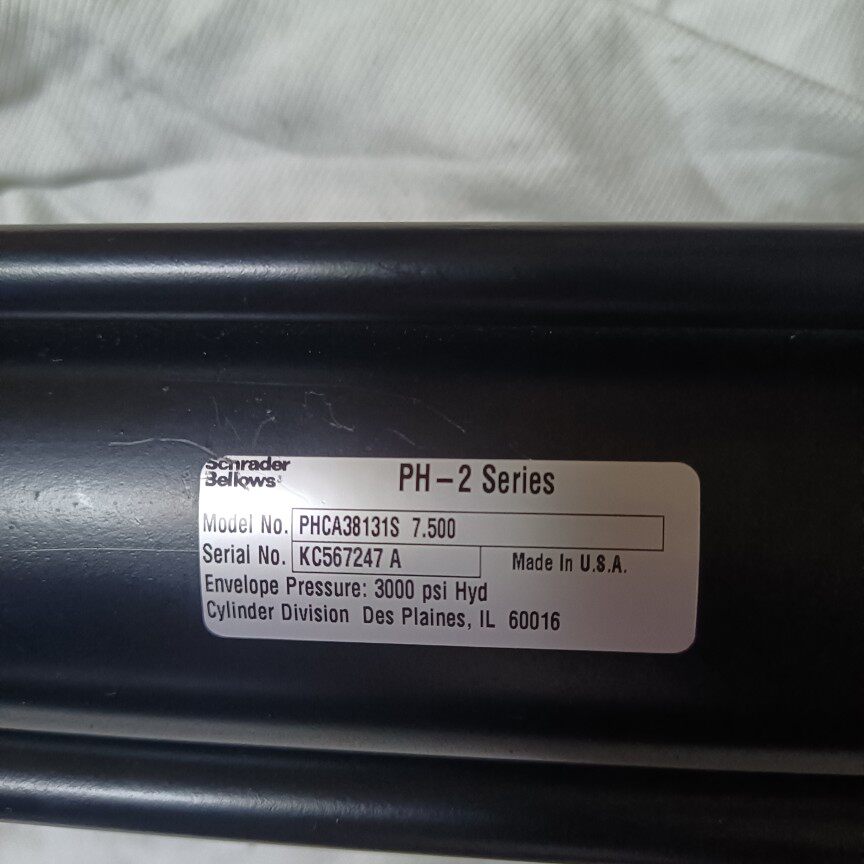 Schrader
Bellows
PH-2 Series
Model No. PHCA38131S 7.500
Serial No. KC567247 A Made In U.S.A.
Envelope Pressure: 3000 psi Hyd
Cylinder Division Des Plaines, IL 60016